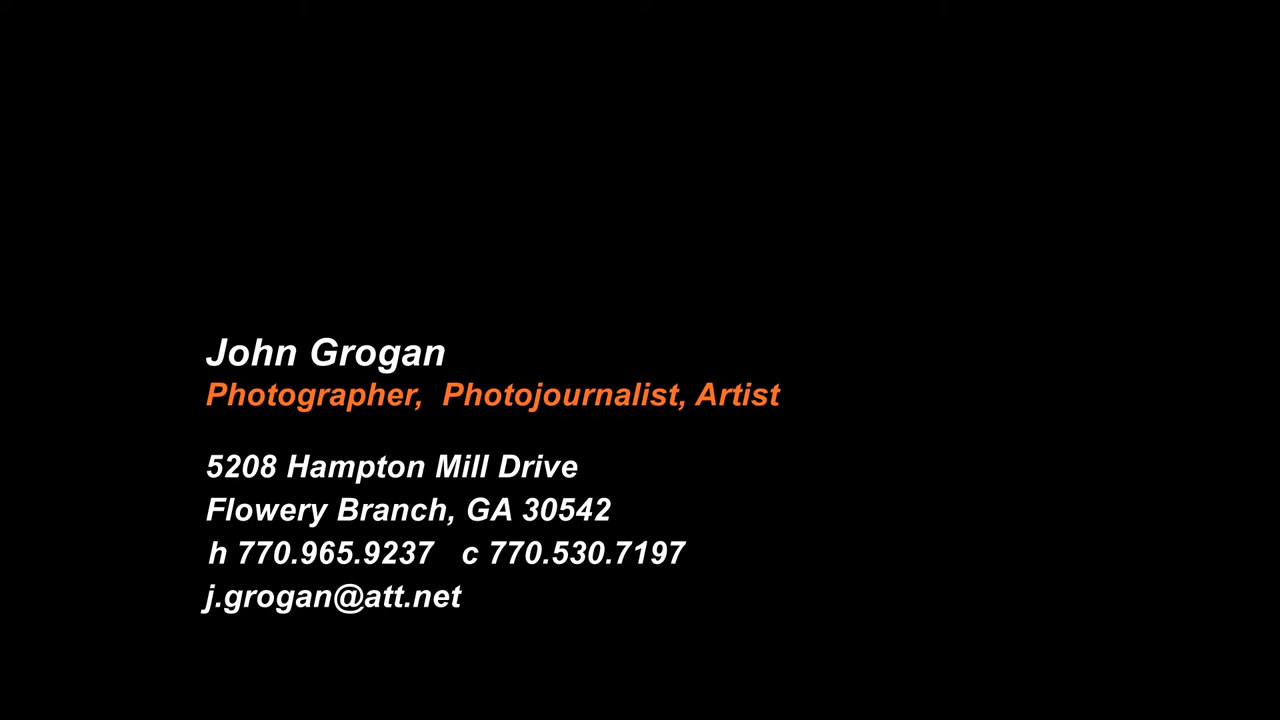 John Grogan
Photographer,  Photojournalist, Artist
5208 Hampton Mill Drive
Flowery Branch, GA 30542
h 770.965.9237   c 770.530.7197
j.grogan@att.net